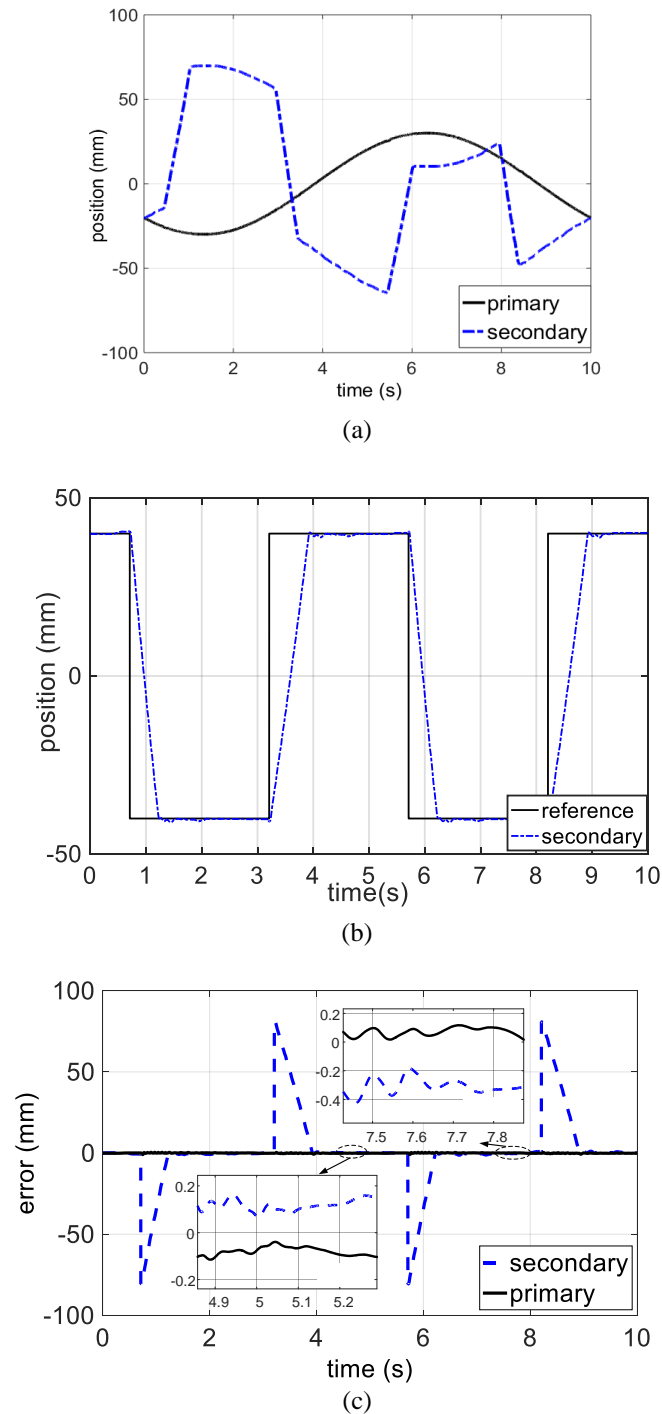 100
50
0
-50
-100
position (mm)
primary
secondary
0 2 4 6 8 10
time (s)
(a)
50
0
-50
position (mm)
reference
secondary
0 1 2 3 4 5 6 7 8 9 10
time(s)
(b)
100
50
0
-50
-100
error (mm)
0.2
0
-0.2
-0.4
7.5 7.6 7.7 7.8
0.2
0
-0.2
4.9 5 5.1 5.2
secondary
primary
0 2 4 6 8 10
time (s)
(c)